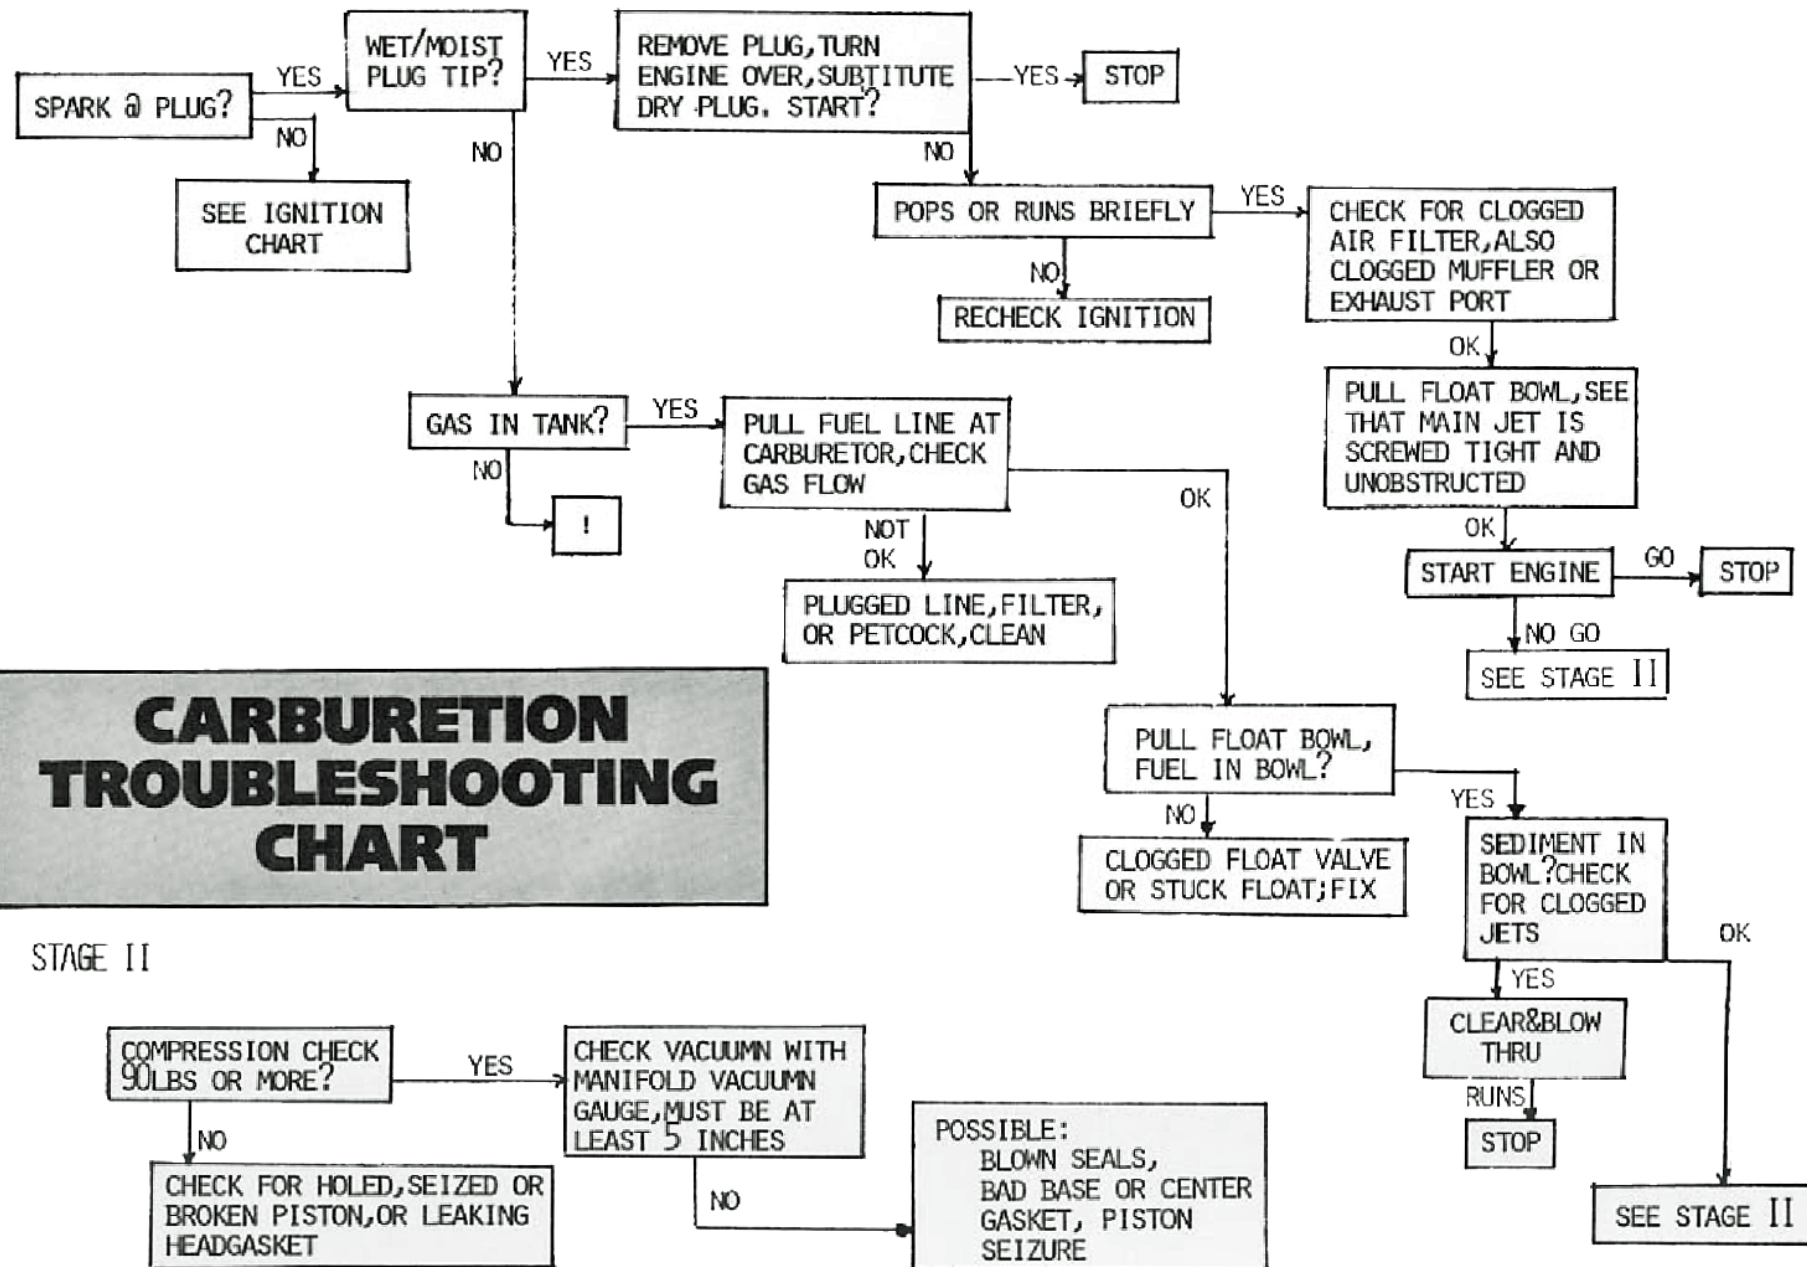 SPARK @ PLUG?
YES
NO
SEE IGNITION
CHART
WET/MOIST
PLUG TIP?
YES
NO
REMOVE PLUG,TURN
ENGINE OVER,SUBTITUTE
DRY PLUG. START?
YES
STOP
NO
POPS OR RUNS BRIEFLY
YES
NO
RECHECK IGNITION
CHECK FOR CLOGGED
AIR FILTER,ALSO
CLOGGED MUFFLER OR
EXHAUST PORT
OK
PULL FLOAT BOWL,SEE
THAT MAIN JET IS
SCREWED TIGHT AND
UNOBSTRUCTED
OK
START ENGINE
GO
STOP
NO GO
SEE STAGE II
GAS IN TANK?
YES
NO
!
PULL FUEL LINE AT
CARBURETOR,CHECK
GAS FLOW
OK
NOT
OK
PLUGGED LINE,FILTER,
OR PETCOCK,CLEAN
PULL FLOAT BOWL,
FUEL IN BOWL?
YES
NO
CLOGGED FLOAT VALVE
OR STUCK FLOAT;FIX
SEDIMENT IN
BOWL?CHECK
FOR CLOGGED
JETS
OK
YES
CLEAR&BLOW
THRU
RUNS
STOP
SEE STAGE II
CARBURETION
TROUBLESHOOTING
CHART
STAGE II
COMPRESSION CHECK
90LBS OR MORE?
YES
NO
CHECK FOR HOLED,SEIZED OR
BROKEN PISTON,OR LEAKING
HEADGASKET
CHECK VACUUMN WITH
MANIFOLD VACUUMN
GAUGE,MUST BE AT
LEAST 5 INCHES
NO
POSSIBLE:
BLOWN SEALS,
BAD BASE OR CENTER
GASKET, PISTON
SEIZURE